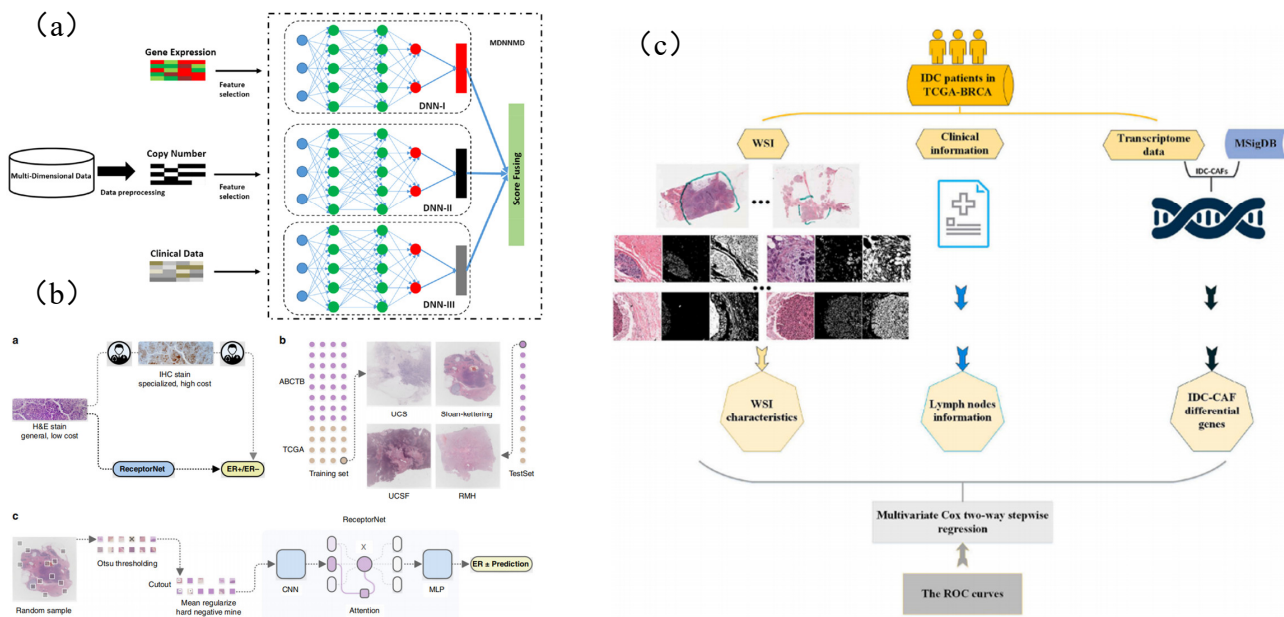 (a)
Gene Expression
Feature
selection
MDNNMD
DNN-I
Multi-Dimensional Data
Data preprocessing
Copy Number
Feature
selection
DNN-II
Score Fusing
Clinical Data
DNN-III
(b)
a
IHC stain
specialized, high cost
H&E stain
general, low cost
ReceptorNet
ER+/ER−
b
ABCTB
TCGA
Training set
UCS
Sloan-kettering
UCSF
RMH
TestSet
c
Random sample
Otsu thresholding
Cutout
Mean regularize
hard negative mine
ReceptorNet
CNN
X
Attention
MLP
ER ± Prediction
(c)
IDC patients in
TCGA-BRCA
WSI
Clinical
information
Transcriptome
data
MSigDB
IDC-CAFs
WSI
characteristics
Lymph nodes
information
IDC-CAF
differential
genes
Multivariate Cox two-way stepwise
regression
The ROC curves